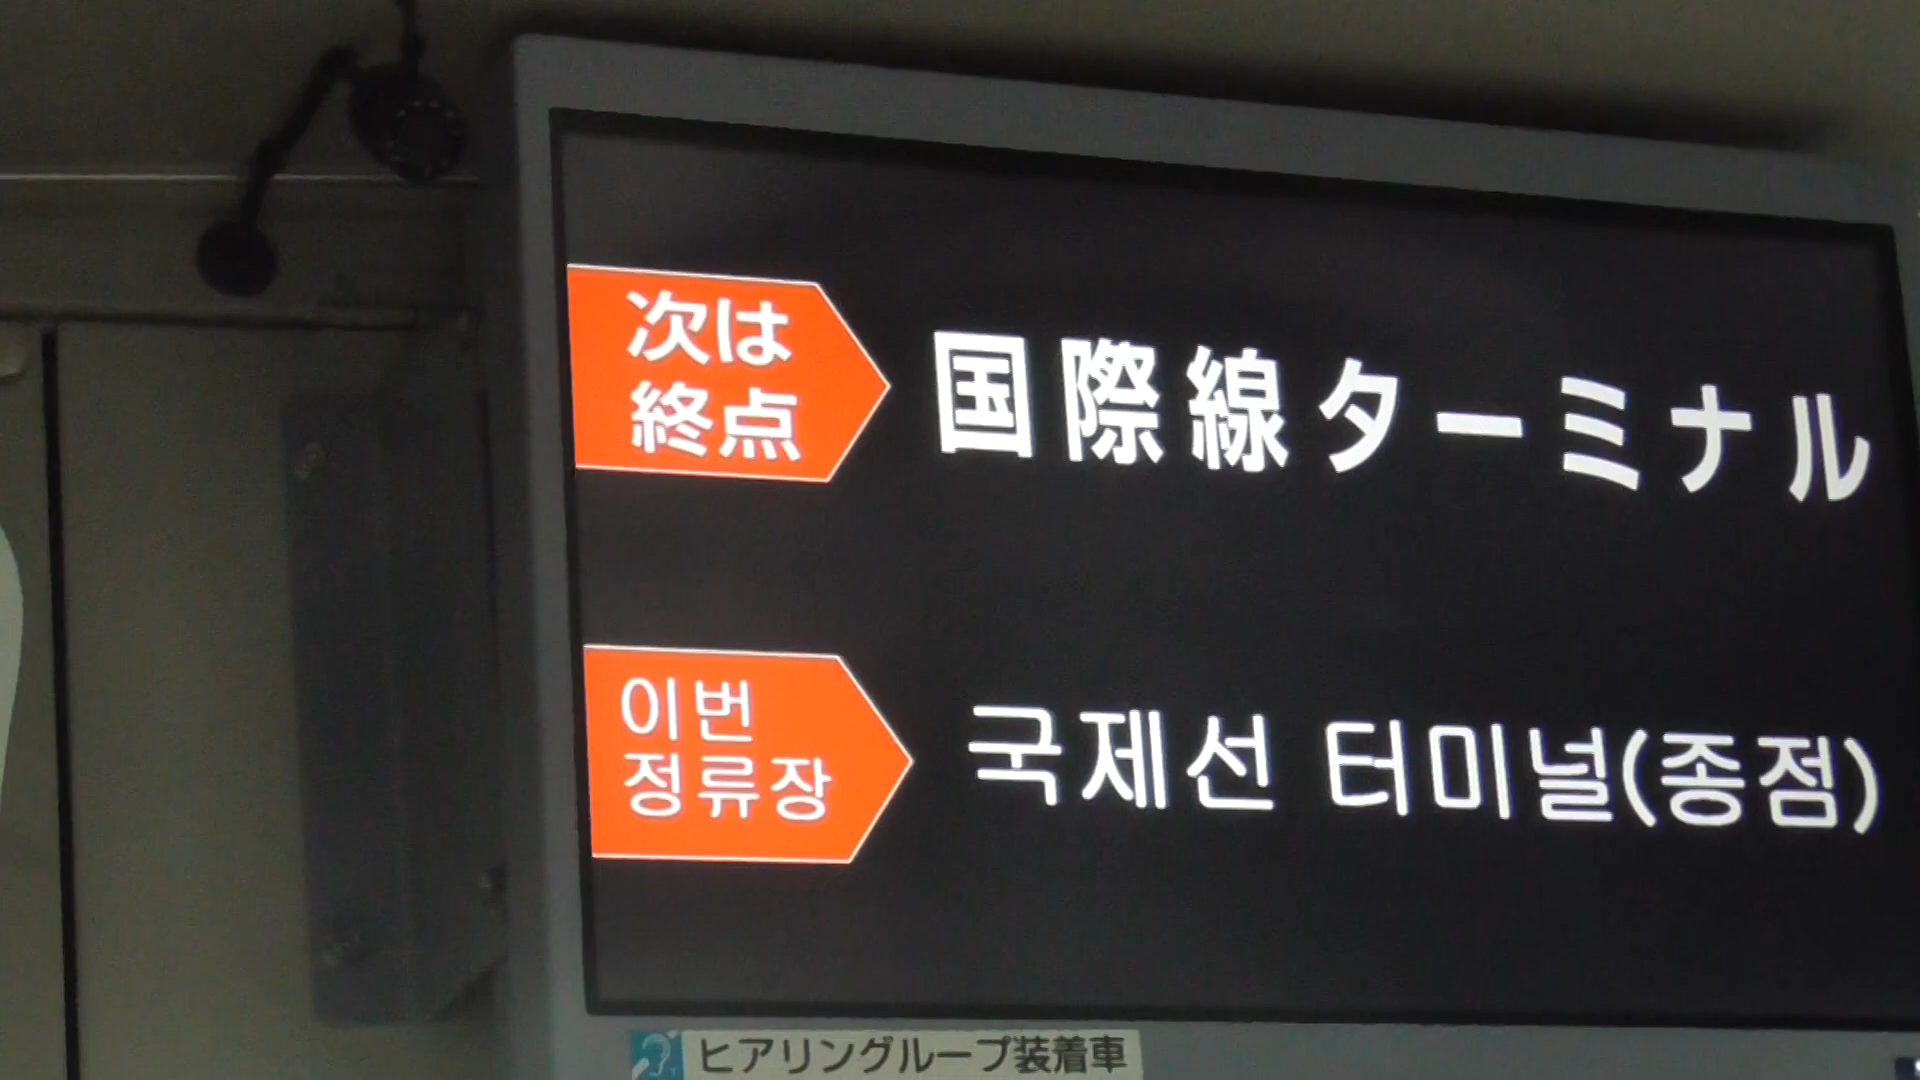 次は
終点
国際線ターミナル
이번
정류장
국제선 터미널(종점)
ヒアリングループ装着車